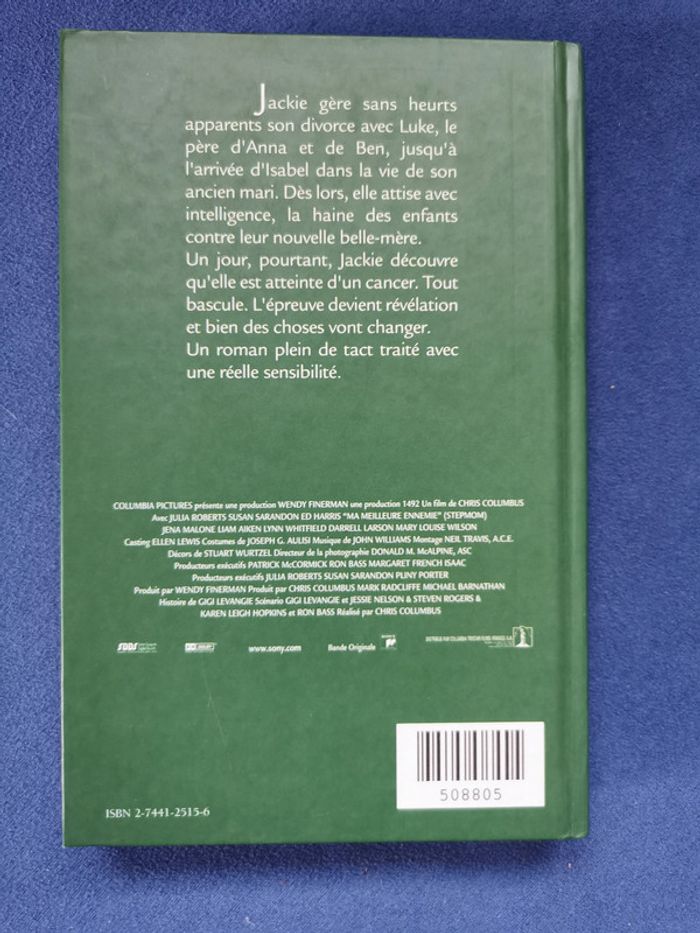 Jackie gère sans heurts
apparents son divorce avec Luke, le
père d'Anna et de Ben, jusqu'à
l'arrivée d'Isabel dans la vie de son
ancien mari. Dès lors, elle attise avec
intelligence, la haine des enfants
contre leur nouvelle belle-mère.
Un jour, pourtant, Jackie découvre
qu'elle est atteinte d'un cancer. Tout
bascule. L'épreuve devient révélation
et bien des choses vont changer.
Un roman plein de tact traité avec
une réelle sensibilité.
COLUMBIA PICTURES présente une production WENDY FINERMAN une production 1492 Un film de CHRIS COLUMBUS
Avec JULIA ROBERTS SUSAN SARANDON ED HARRIS "MA MEILLEURE ENNEMIE" (STEPMOM)
JENA MALONE LIAM AIKEN LYNN WHITFIELD DARRELL LARSON MARY LOUISE WILSON
Casting ELLEN LEWIS Costumes de JOSEPH G. AULISI Musique de JOHN WILLIAMS Montage NEIL TRAVIS, A.C.E.
Décors de STUART WURTZEL Directeur de la photographie DONALD M. McALPINE, ASC
Producteurs exécutifs PATRICK McCORMICK RON BASS MARGARET FRENCH ISAAC
Producteurs exécutifs JULIA ROBERTS SUSAN SARANDON PLINY PORTER
Produit par WENDY FINERMAN Produit par CHRIS COLUMBUS MARK RADCLIFFE MICHAEL BARNATHAN
Histoire de GIGI LEVANGIE Scénario GIGI LEVANGIE et JESSIE NELSON & STEVEN ROGERS &
KAREN LEIGH HOPKINS et RON BASS Réalisé par CHRIS COLUMBUS
SDDS www.sony.com Bande Originale DISTRIBUÉ PAR COLUMBIA TRISTAR FILMS (FRANCE) S.A.
508805
ISBN 2-7441-2515-6